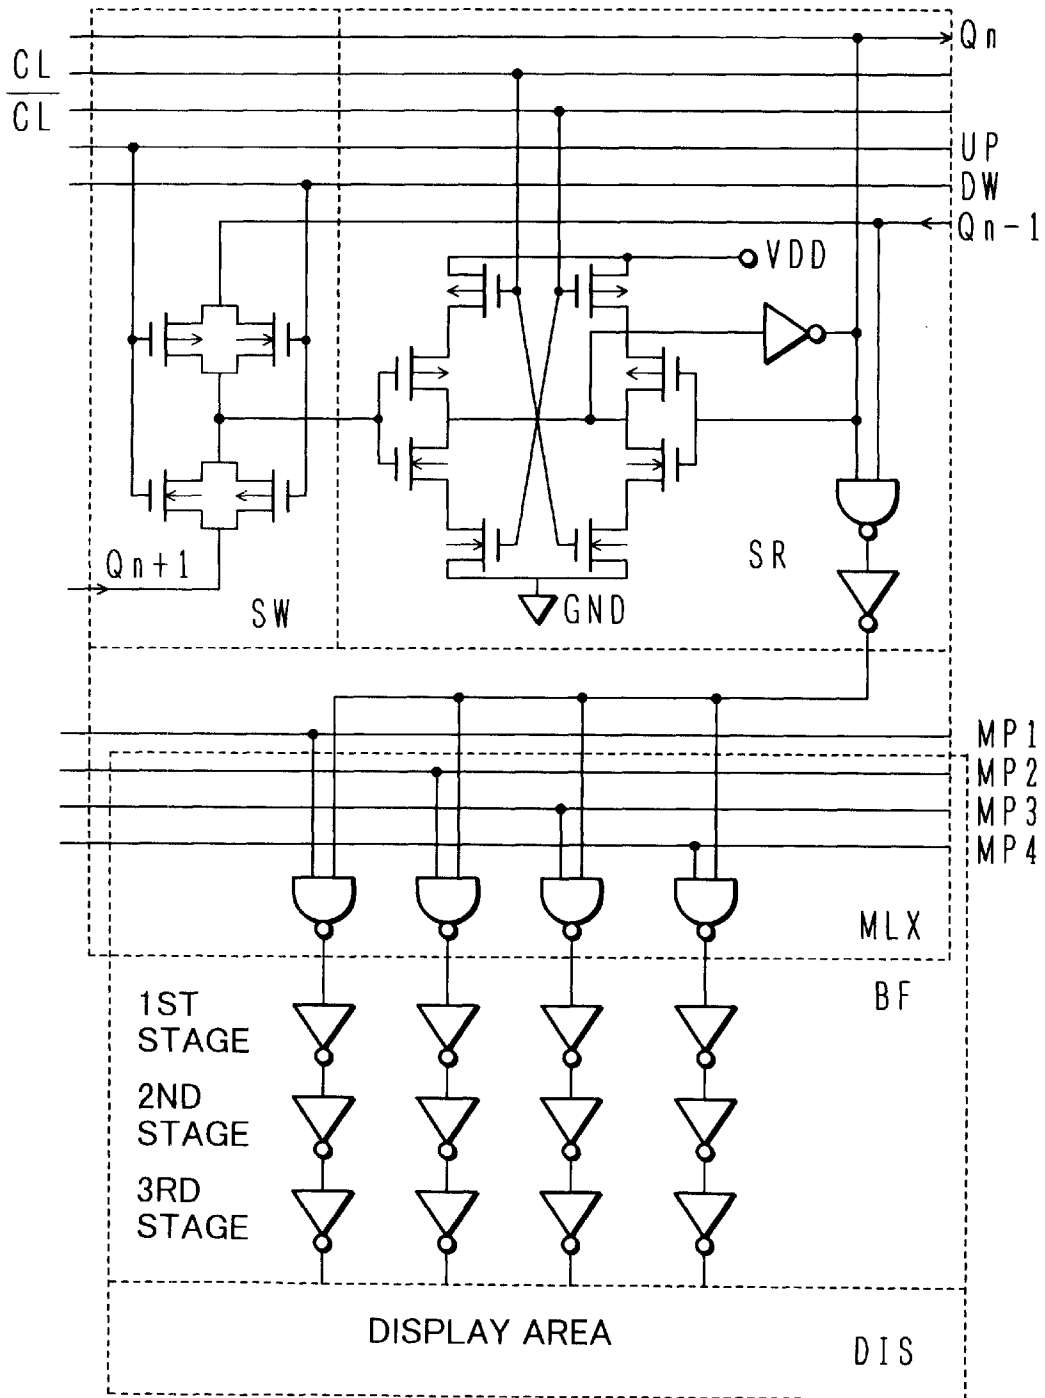 Qn
CL
C̅L̅
UP
DW
Qn-1
VDD
Qn+1
SR
SW
GND
MP1
MP2
MP3
MP4
MLX
BF
1ST
STAGE
2ND
STAGE
3RD
STAGE
DISPLAY AREA
DIS